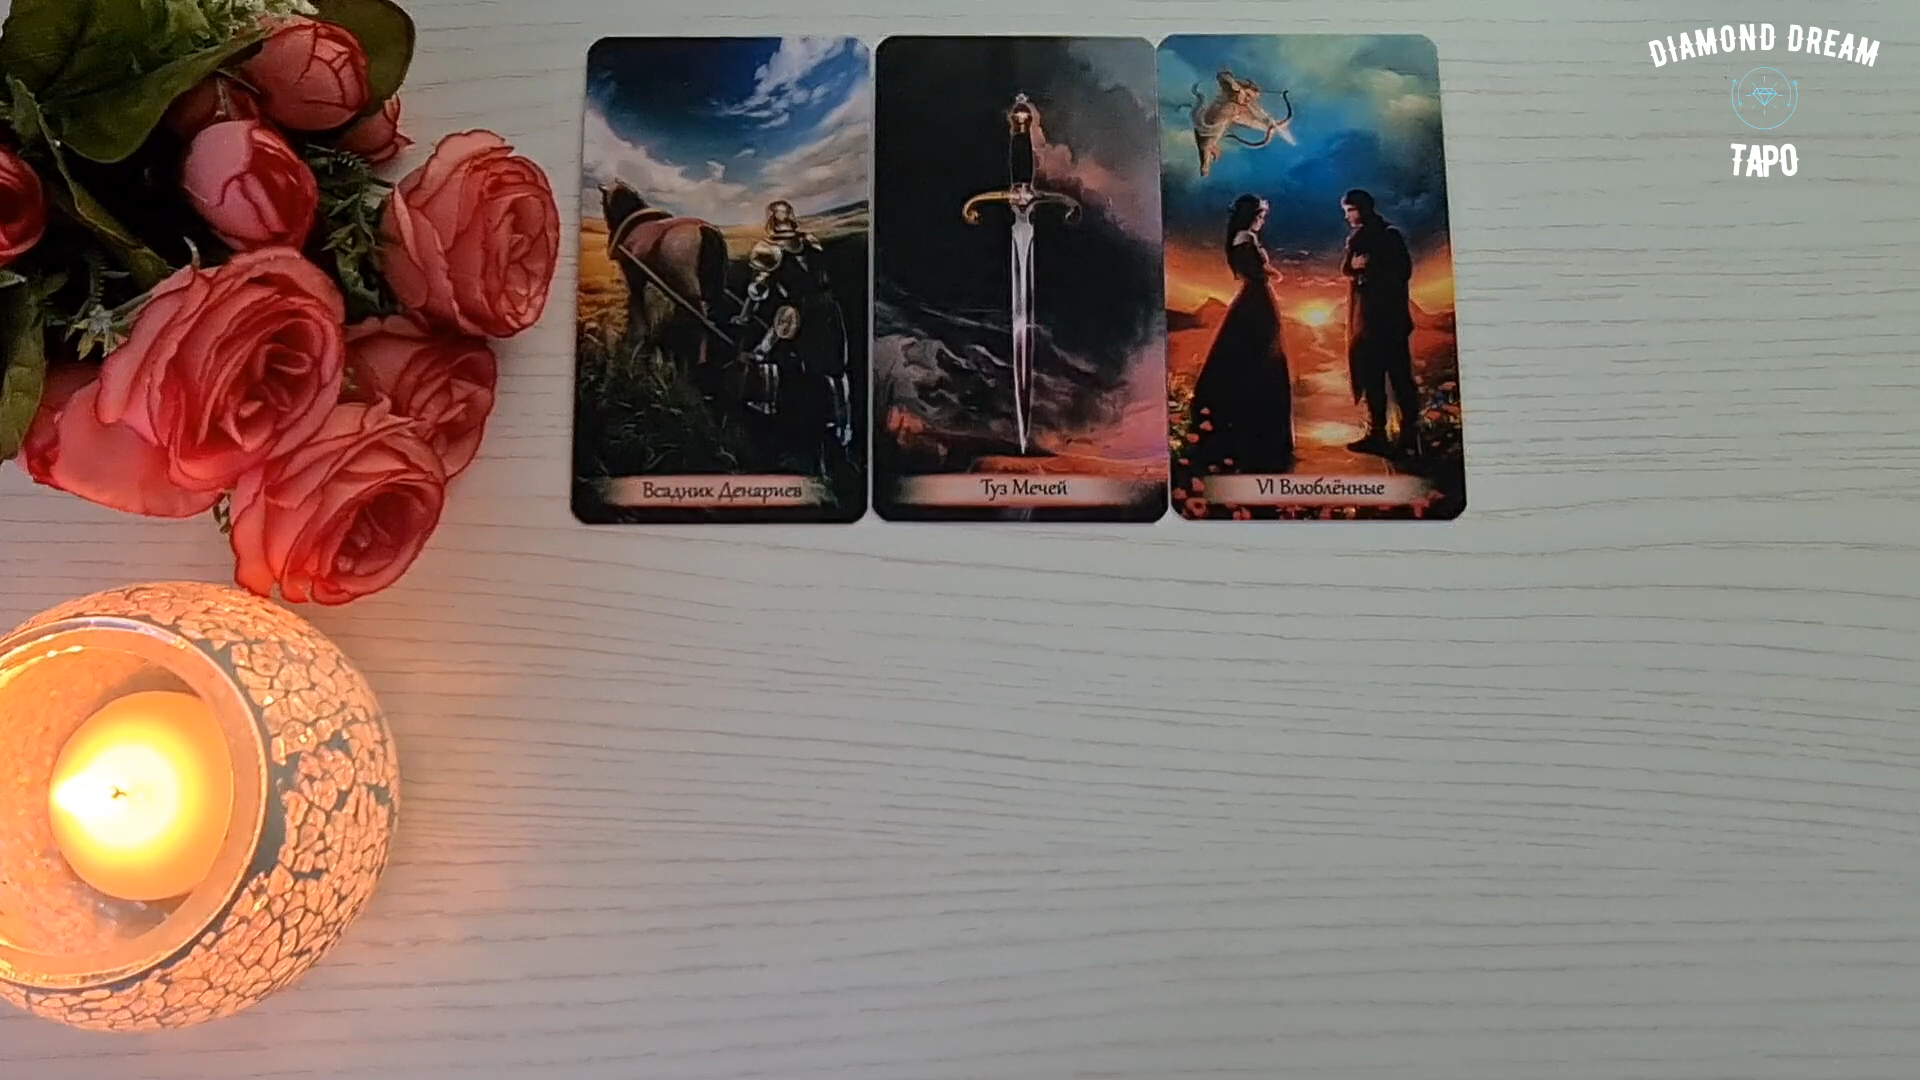 DIAMOND DREAM
ТАРО
Всадник Денариев
Туз Мечей
VI Влюблённые